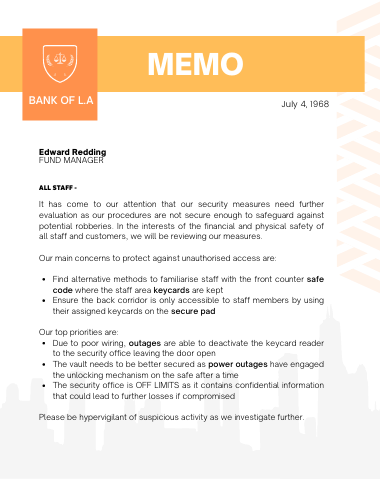 MEMO
BANK OF L.A
July 4, 1968
Edward Redding
FUND MANAGER
ALL STAFF -
It has come to our attention that our security measures need further
evaluation as our procedures are not secure enough to safeguard against
potential robberies. In the interests of the financial and physical safety of
all staff and customers, we will be reviewing our measures.
Our main concerns to protect against unauthorised access are:
• Find alternative methods to familiarise staff with the front counter safe
code where the staff area keycards are kept
• Ensure the back corridor is only accessible to staff members by using
their assigned keycards on the secure pad
Our top priorities are:
• Due to poor wiring, outages are able to deactivate the keycard reader
to the security office leaving the door open
• The vault needs to be better secured as power outages have engaged
the unlocking mechanism on the safe after a time
• The security office is OFF LIMITS as it contains confidential information
that could lead to further losses if compromised
Please be hypervigilant of suspicious activity as we investigate further.